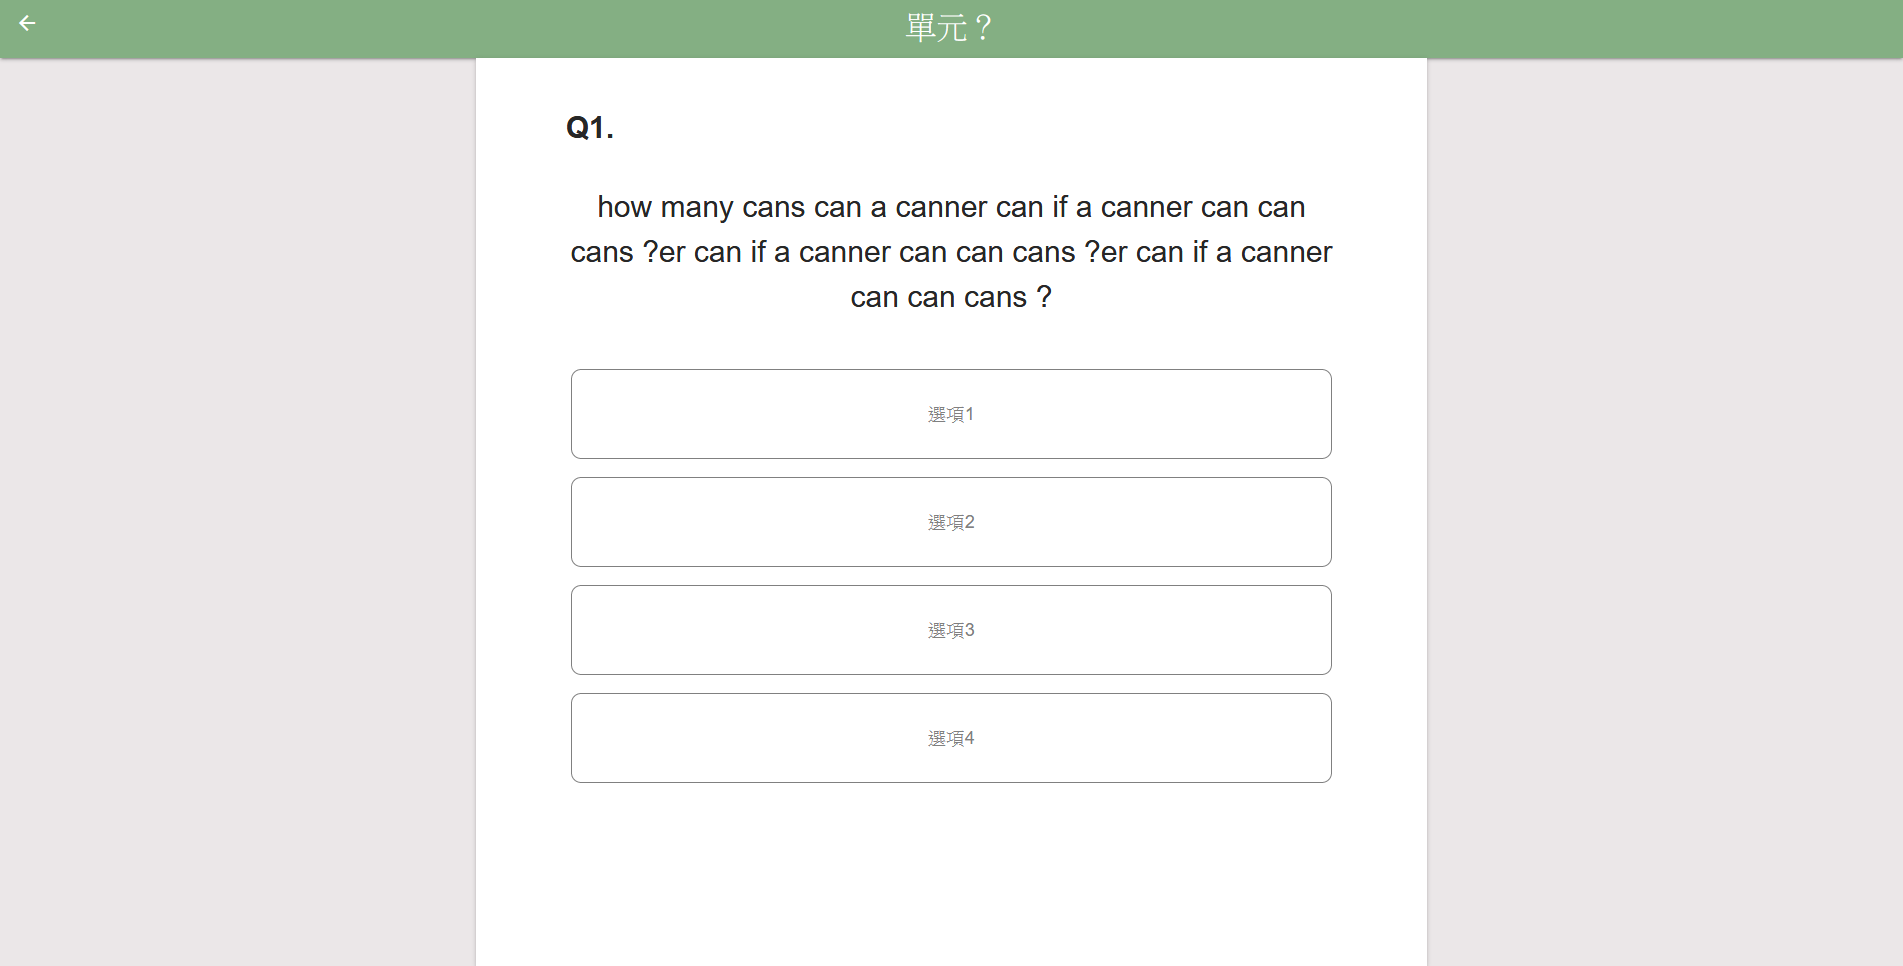 單元？
Q1.
how many cans can a canner can if a canner can can
cans ?er can if a canner can can cans ?er can if a canner
can can cans ?
選項1
選項2
選項3
選項4